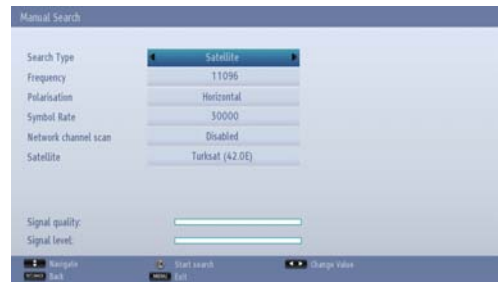 Manual Search
Search Type Satellite
Frequency 11096
Polarisation Horizontal
Symbol Rate 30000
Network channel scan Disabled
Satellite Turksat (42.0E)
Signal quality:
Signal level:
Navigate Start search Change Value
Back MENU Exit